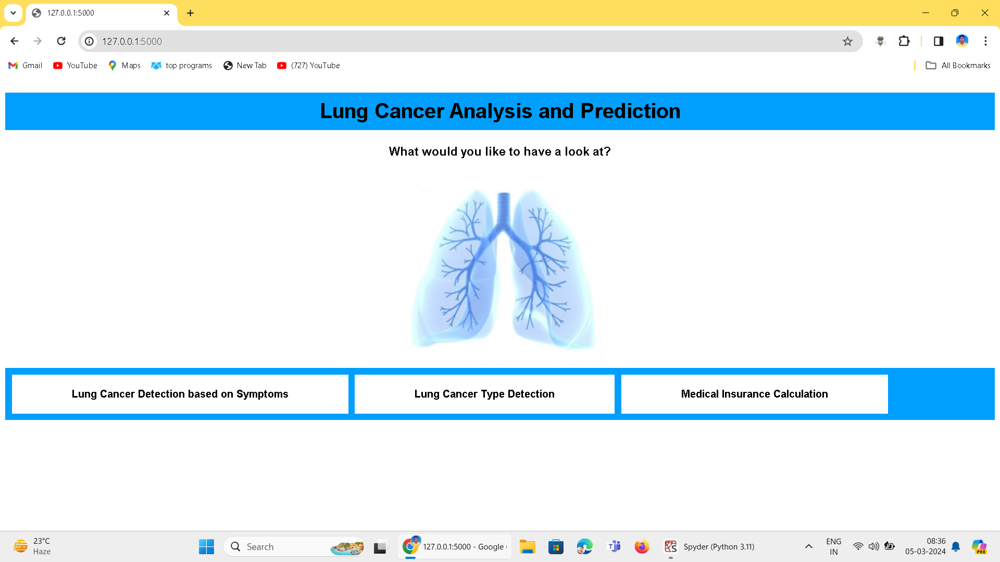 127.0.0.1:5000
127.0.0.1:5000
Gmail YouTube Maps top programs New Tab (727) YouTube All Bookmarks
Lung Cancer Analysis and Prediction
What would you like to have a look at?
Lung Cancer Detection based on Symptoms Lung Cancer Type Detection Medical Insurance Calculation
23°C
Haze
Search
127.0.0.1:5000 - Google
Spyder (Python 3.11)
ENG
IN
08:36
05-03-2024
PRE